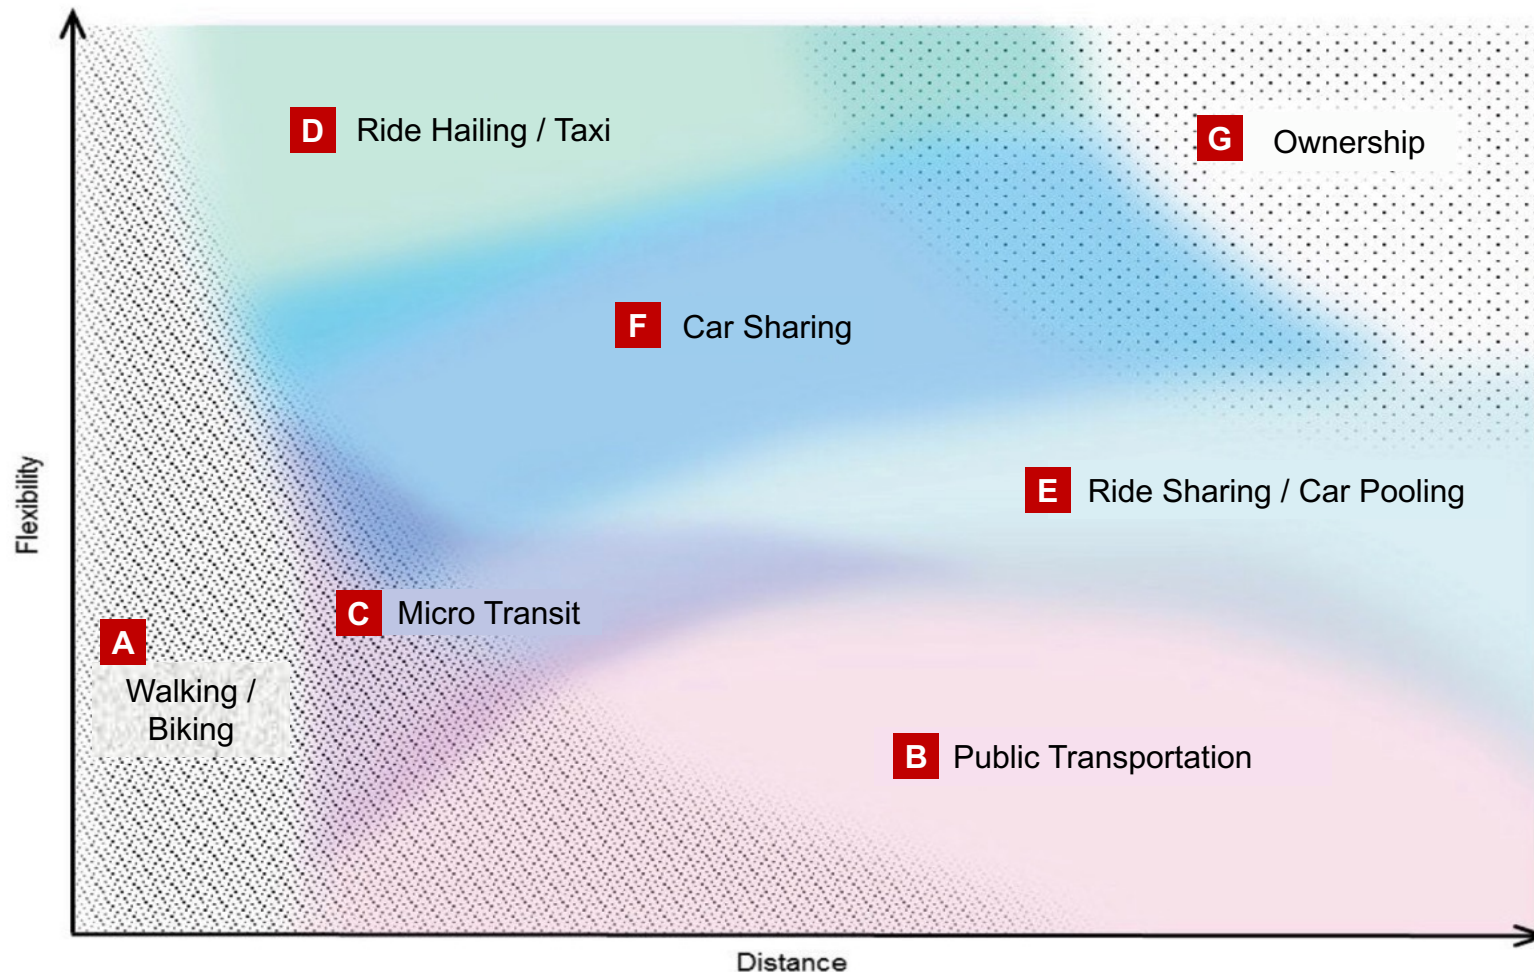 D Ride Hailing / Taxi
G Ownership
F Car Sharing
Flexibility
E Ride Sharing / Car Pooling
C Micro Transit
A
Walking /
Biking
B Public Transportation
Distance